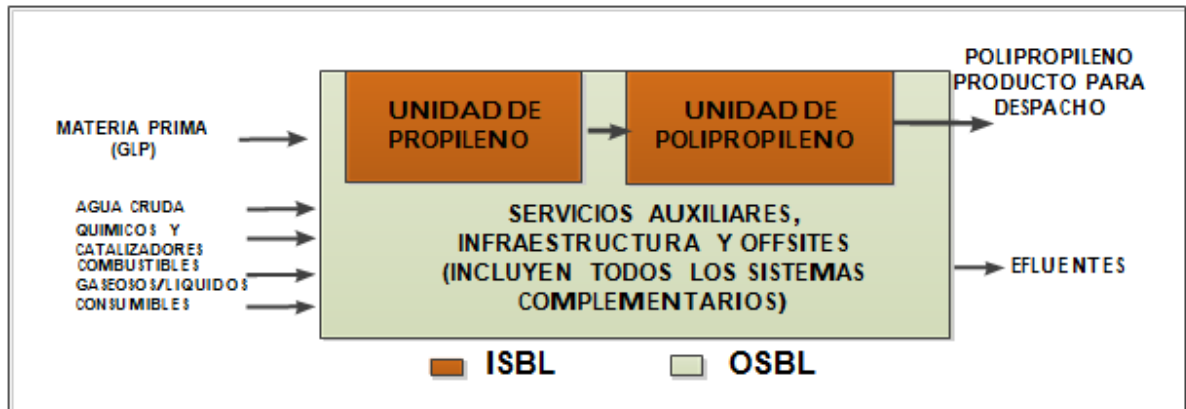 POLIPROPILENO
PRODUCTO PARA
DESPACHO
MATERIA PRIMA
(GLP)
UNIDAD DE
PROPILENO
UNIDAD DE
POLIPROPILENO
AGUA CRUDA
QUIMICOS Y
CATALIZADORES
COMBUSTIBLES
GASEOSOS/LIQUIDOS
CONSUMIBLES
SERVICIOS AUXILIARES,
INFRAESTRUCTURA Y OFFSITES
(INCLUYEN TODOS LOS SISTEMAS
COMPLEMENTARIOS)
EFLUENTES
ISBL
OSBL